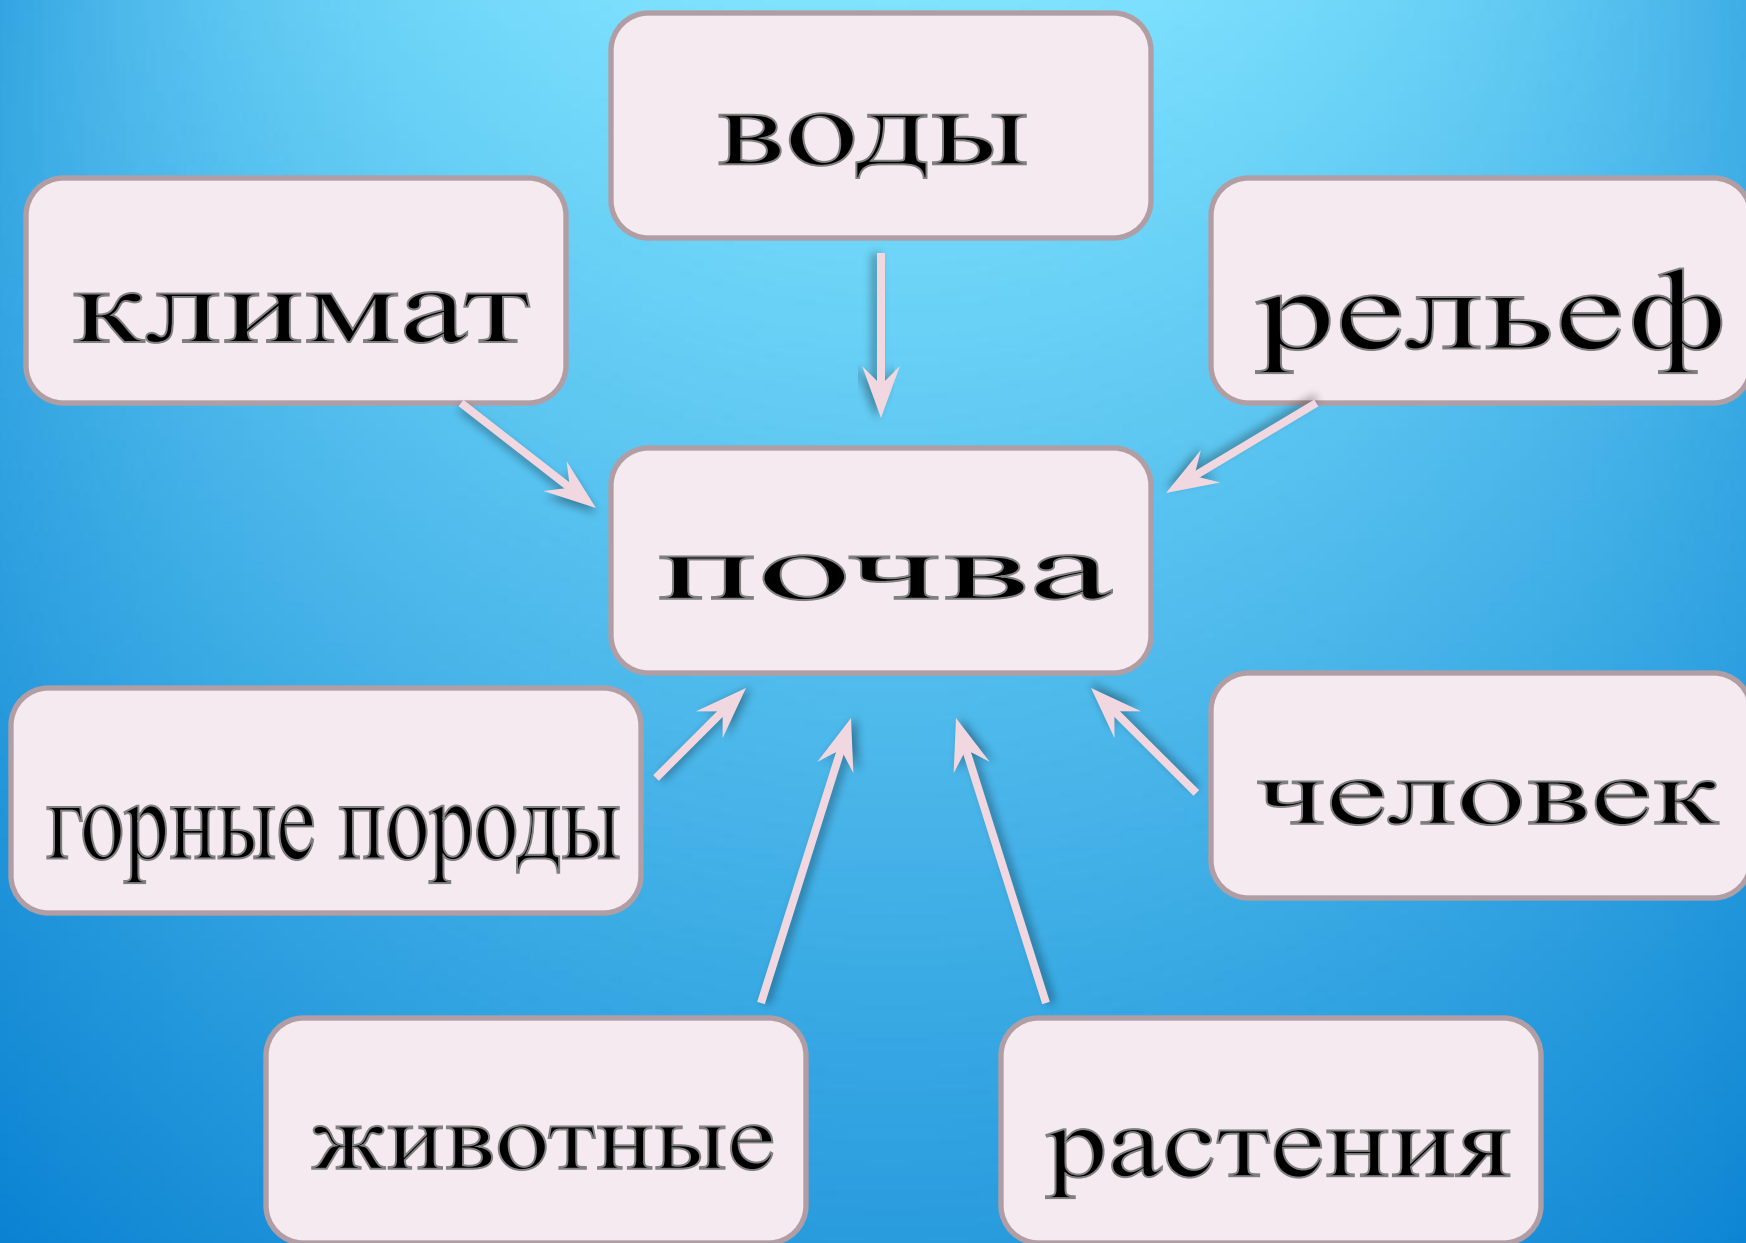 воды
климат
рельеф
почва
горные породы
человек
животные
растения